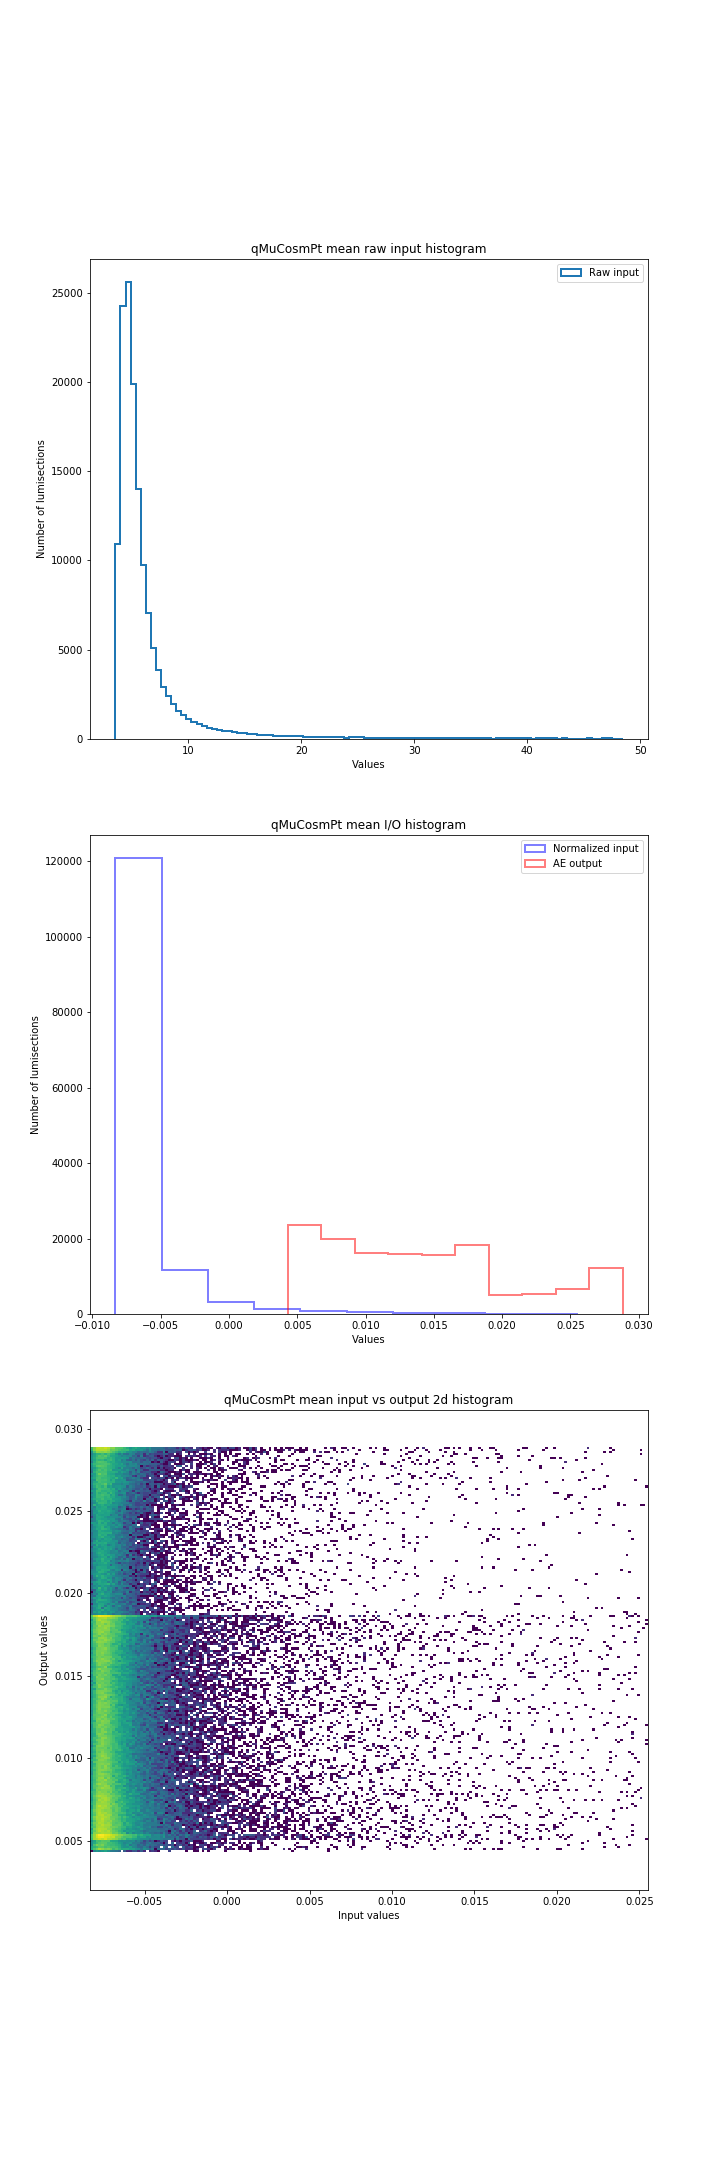 qMuCosmPt mean raw input histogram
Raw input
25000
20000
15000
10000
5000
0
Number of lumisections
10 20 30 40 50
Values
qMuCosmPt mean I/O histogram
Normalized input
AE output
120000
100000
80000
60000
40000
20000
0
Number of lumisections
−0.010 −0.005 0.000 0.005 0.010 0.015 0.020 0.025 0.030
Values
qMuCosmPt mean input vs output 2d histogram
0.030
0.025
0.020
0.015
0.010
0.005
Output values
−0.005 0.000 0.005 0.010 0.015 0.020 0.025
Input values